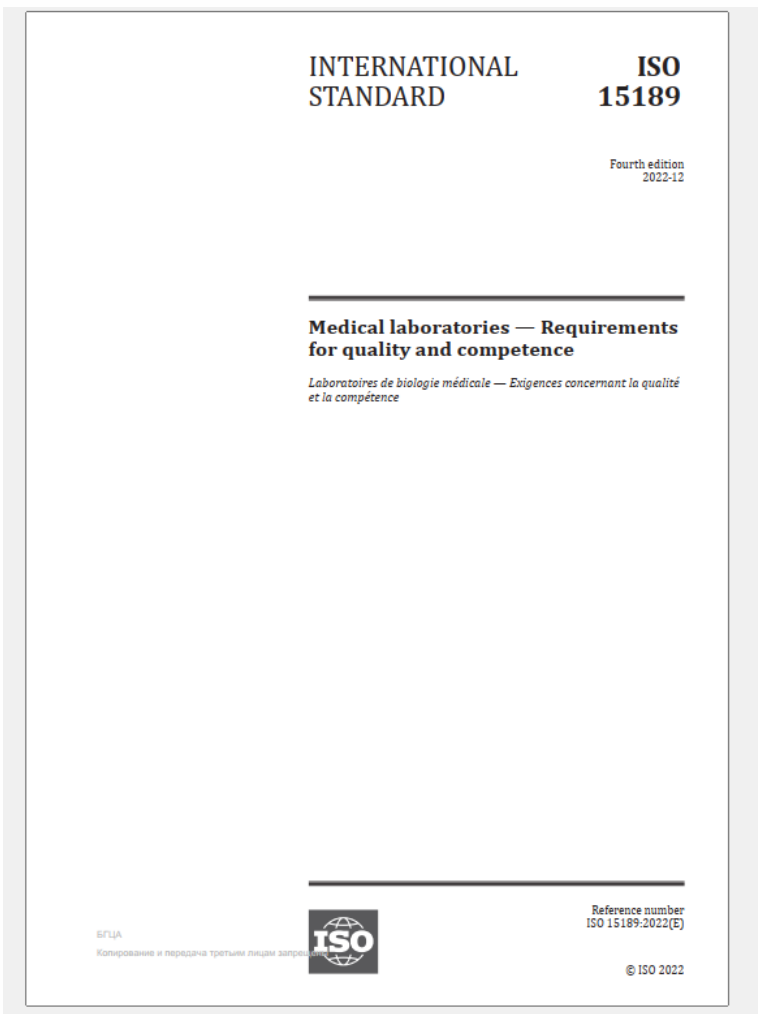 INTERNATIONAL
STANDARD
ISO
15189
Fourth edition
2022-12
Medical laboratories — Requirements
for quality and competence
Laboratoires de biologie médicale — Exigences concernant la qualité
et la compétence
Reference number
ISO 15189:2022(E)
БГЦА
Копирование и передача третьим лицам
ISO
© ISO 2022